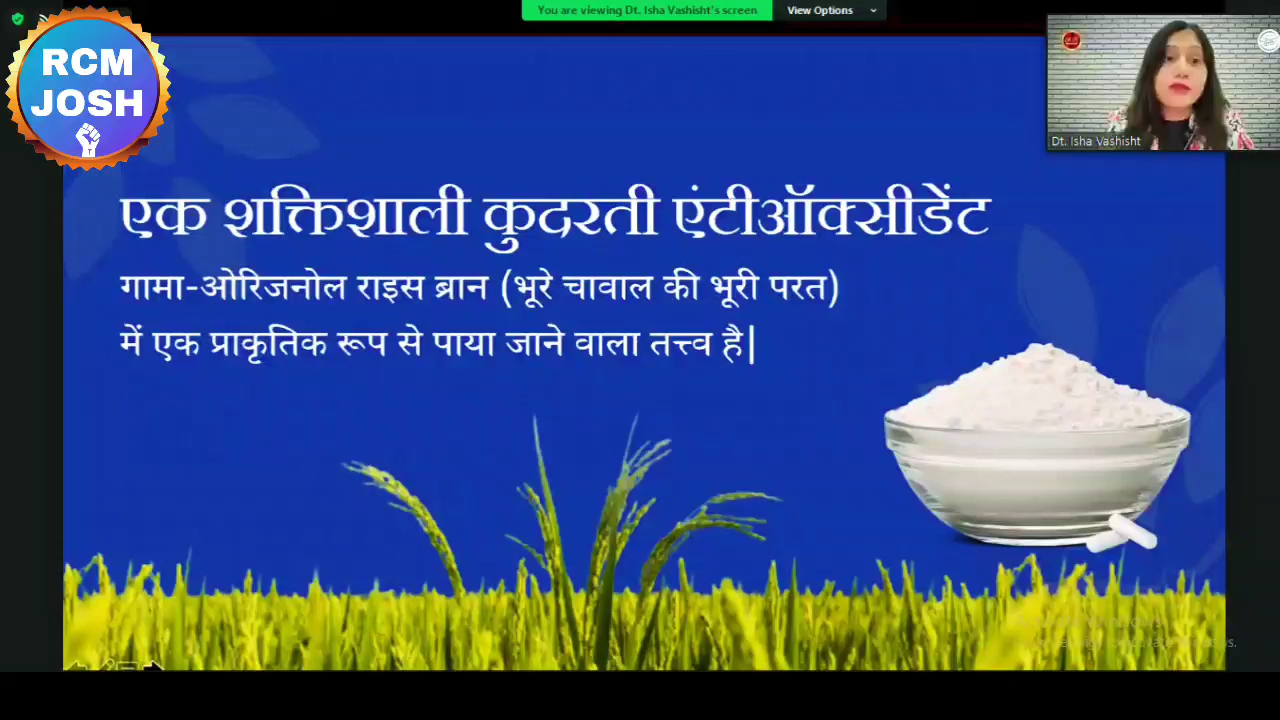 You are viewing Dt. Isha Vashisht's screen
View Options
RCM
JOSH
Dt. Isha Vashisht
एक शक्तिशाली कुदरती एंटीऑक्सीडेंट
गामा-ओरिजनोल राइस ब्रान (भूरे चावाल की भूरी परत)
में एक प्राकृतिक रूप से पाया जाने वाला तत्त्व है|